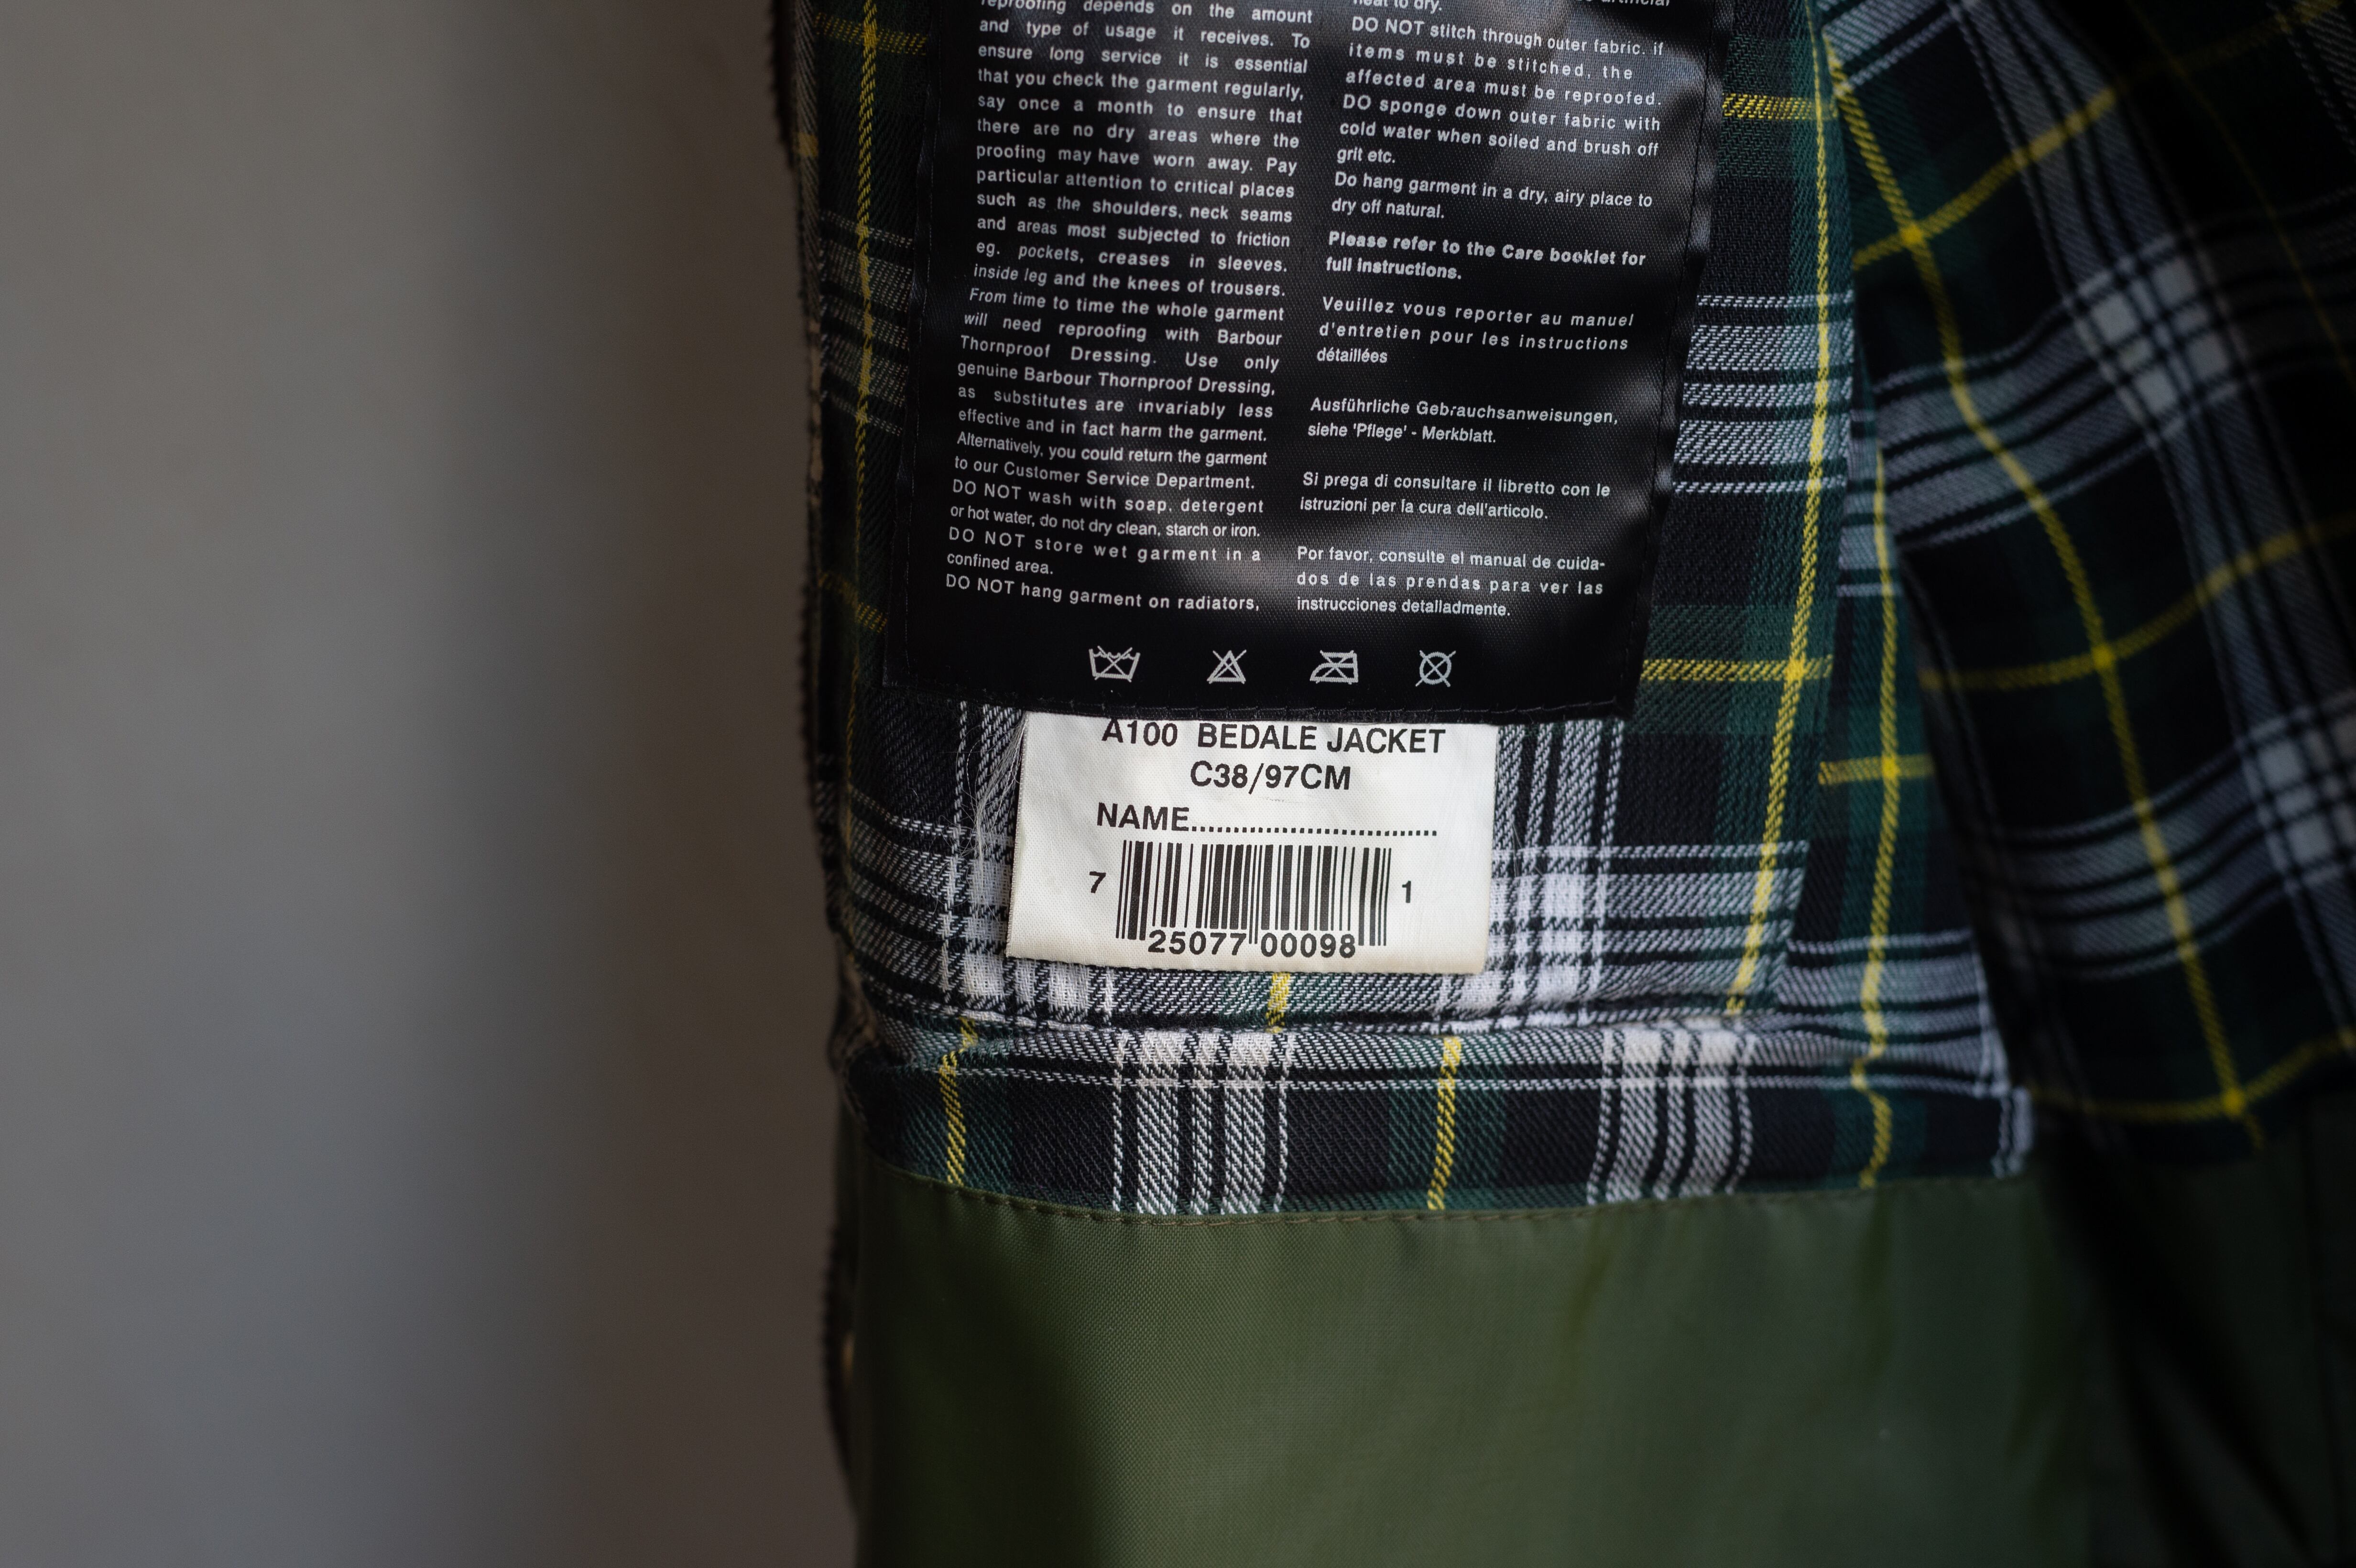 reproofing depends on the amount
and type of usage it receives. To
ensure long service it is essential
that you check the garment regularly,
say once a month to ensure that
there are no dry areas where the
proofing may have worn away. Pay
particular attention to critical places
such as the shoulders, neck seams
and areas most subjected to friction
eg. pockets, creases in sleeves.
inside leg and the knees of trousers.
From time to time the whole garment
will need reproofing with Barbour
Thornproof Dressing. Use only
genuine Barbour Thornproof Dressing,
as substitutes are invariably less
effective and in fact harm the garment.
Alternatively, you could return the garment
to our Customer Service Department.
DO NOT wash with soap, detergent
or hot water, do not dry clean, starch or iron.
DO NOT store wet garment in a
confined area.
DO NOT hang garment on radiators,
artificial
heat to dry.
DO NOT stitch through outer fabric. if
items must be stitched, the
affected area must be reproofed.
DO sponge down outer fabric with
cold water when soiled and brush off
grit etc.
Do hang garment in a dry, airy place to
dry off natural.
Please refer to the Care booklet for
full instructions.
Veuillez vous reporter au manuel
d'entretien pour les instructions
détaillées
Ausführliche Gebrauchsanweisungen,
siehe 'Pflege' - Merkblatt.
Si prega di consultare il libretto con le
istruzioni per la cura dell'articolo.
Por favor, consulte el manual de cuida-
dos de las prendas para ver las
instrucciones detalladmente.
A100 BEDALE JACKET
C38/97CM
NAME..............................
7 25077 00098 1